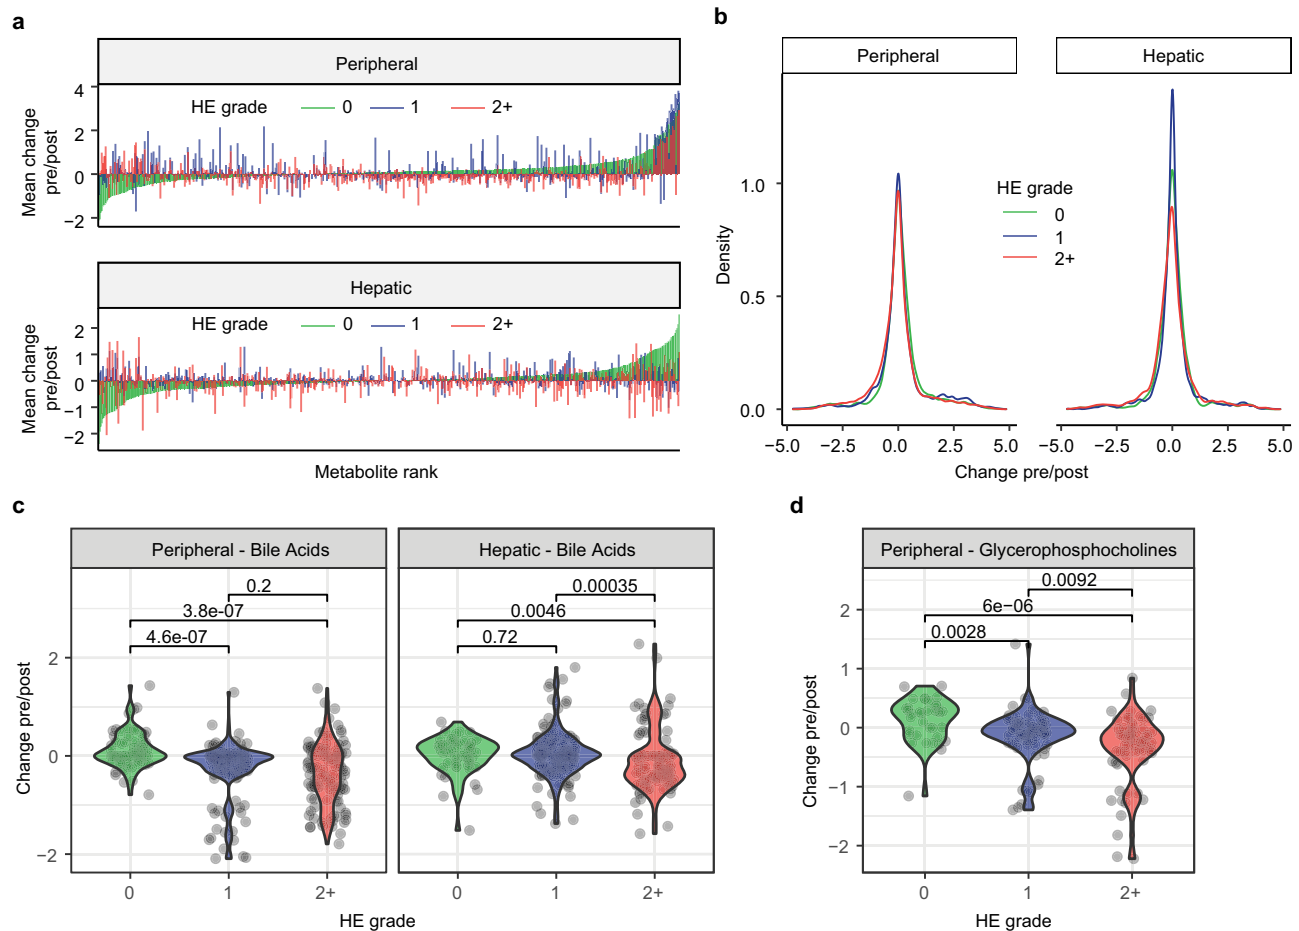 a
Peripheral
HE grade 0 1 2+
Mean change
pre/post
4
2
0
−2
Hepatic
HE grade 0 1 2+
Mean change
pre/post
2
1
0
−1
−2
Metabolite rank
b
Peripheral Hepatic
HE grade
0
1
2+
Density
1.0
0.5
0.0
−5.0 −2.5 0.0 2.5 5.0 −5.0 −2.5 0.0 2.5 5.0
Change pre/post
c
Peripheral - Bile Acids Hepatic - Bile Acids
0.2
3.8e-07
4.6e-07
0.00035
0.0046
0.72
Change pre/post
2
0
−2
0 1 2+ 0 1 2+
HE grade
d
Peripheral - Glycerophosphocholines
0.0092
6e−06
0.0028
Change pre/post
2
1
0
−1
−2
0 1 2+
HE grade